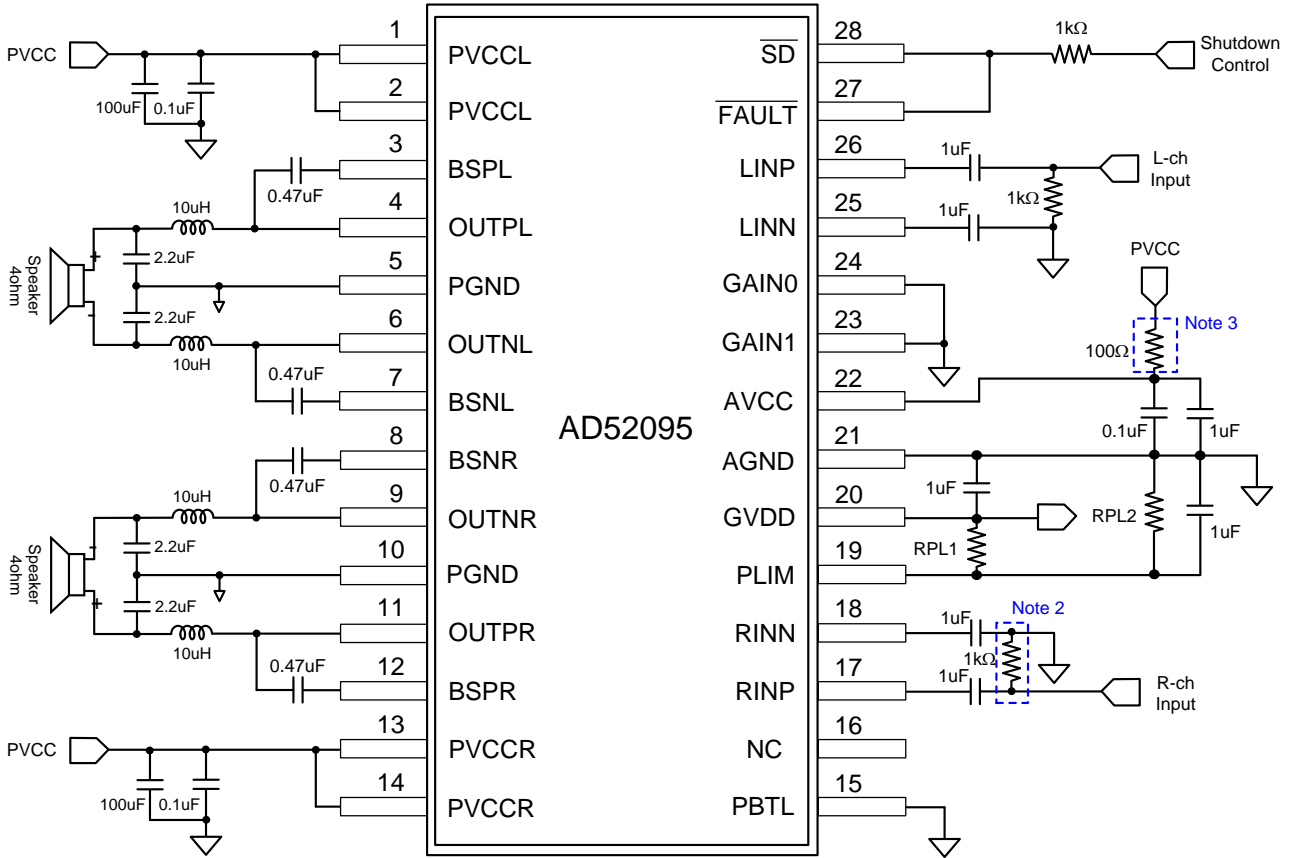 PVCC
100uF
0.1uF
1
PVCCL
2
PVCCL
3
BSPL
0.47uF
4
OUTPL
10uH
2.2uF
5
PGND
Speaker
4ohm
+
-
2.2uF
6
OUTNL
10uH
0.47uF
7
BSNL
8
BSNR
0.47uF
9
OUTNR
10uH
2.2uF
10
PGND
Speaker
4ohm
-
+
2.2uF
11
OUTPR
10uH
0.47uF
12
BSPR
13
PVCCR
PVCC
100uF
0.1uF
14
PVCCR
AD52095
28
SD
1kΩ
Shutdown
Control
27
FAULT
26
LINP
1uF
L-ch
Input
1kΩ
25
LINN
1uF
24
GAIN0
PVCC
23
GAIN1
Note 3
100Ω
22
AVCC
0.1uF
1uF
21
AGND
1uF
20
GVDD
RPL1
RPL2
1uF
19
PLIM
18
RINN
1uF
Note 2
1kΩ
17
RINP
1uF
R-ch
Input
16
NC
15
PBTL